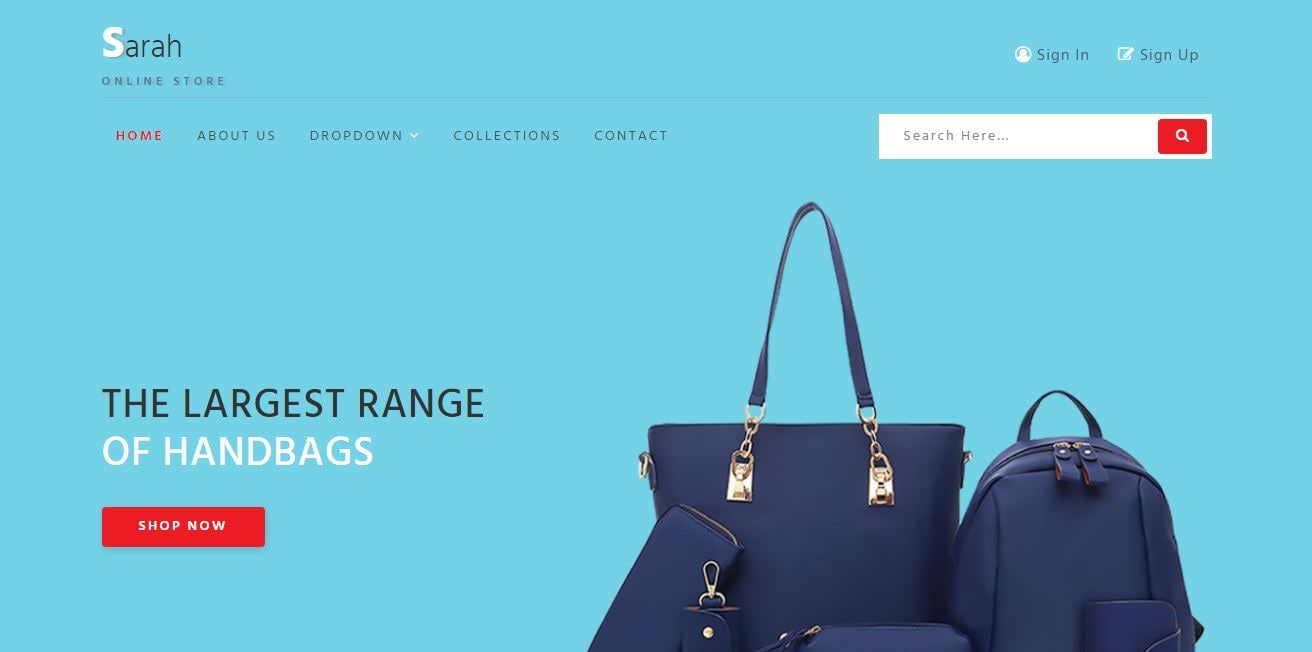 Sarah
ONLINE STORE
Sign In
Sign Up
HOME
ABOUT US
DROPDOWN
COLLECTIONS
CONTACT
Search Here...
THE LARGEST RANGE
OF HANDBAGS
SHOP NOW